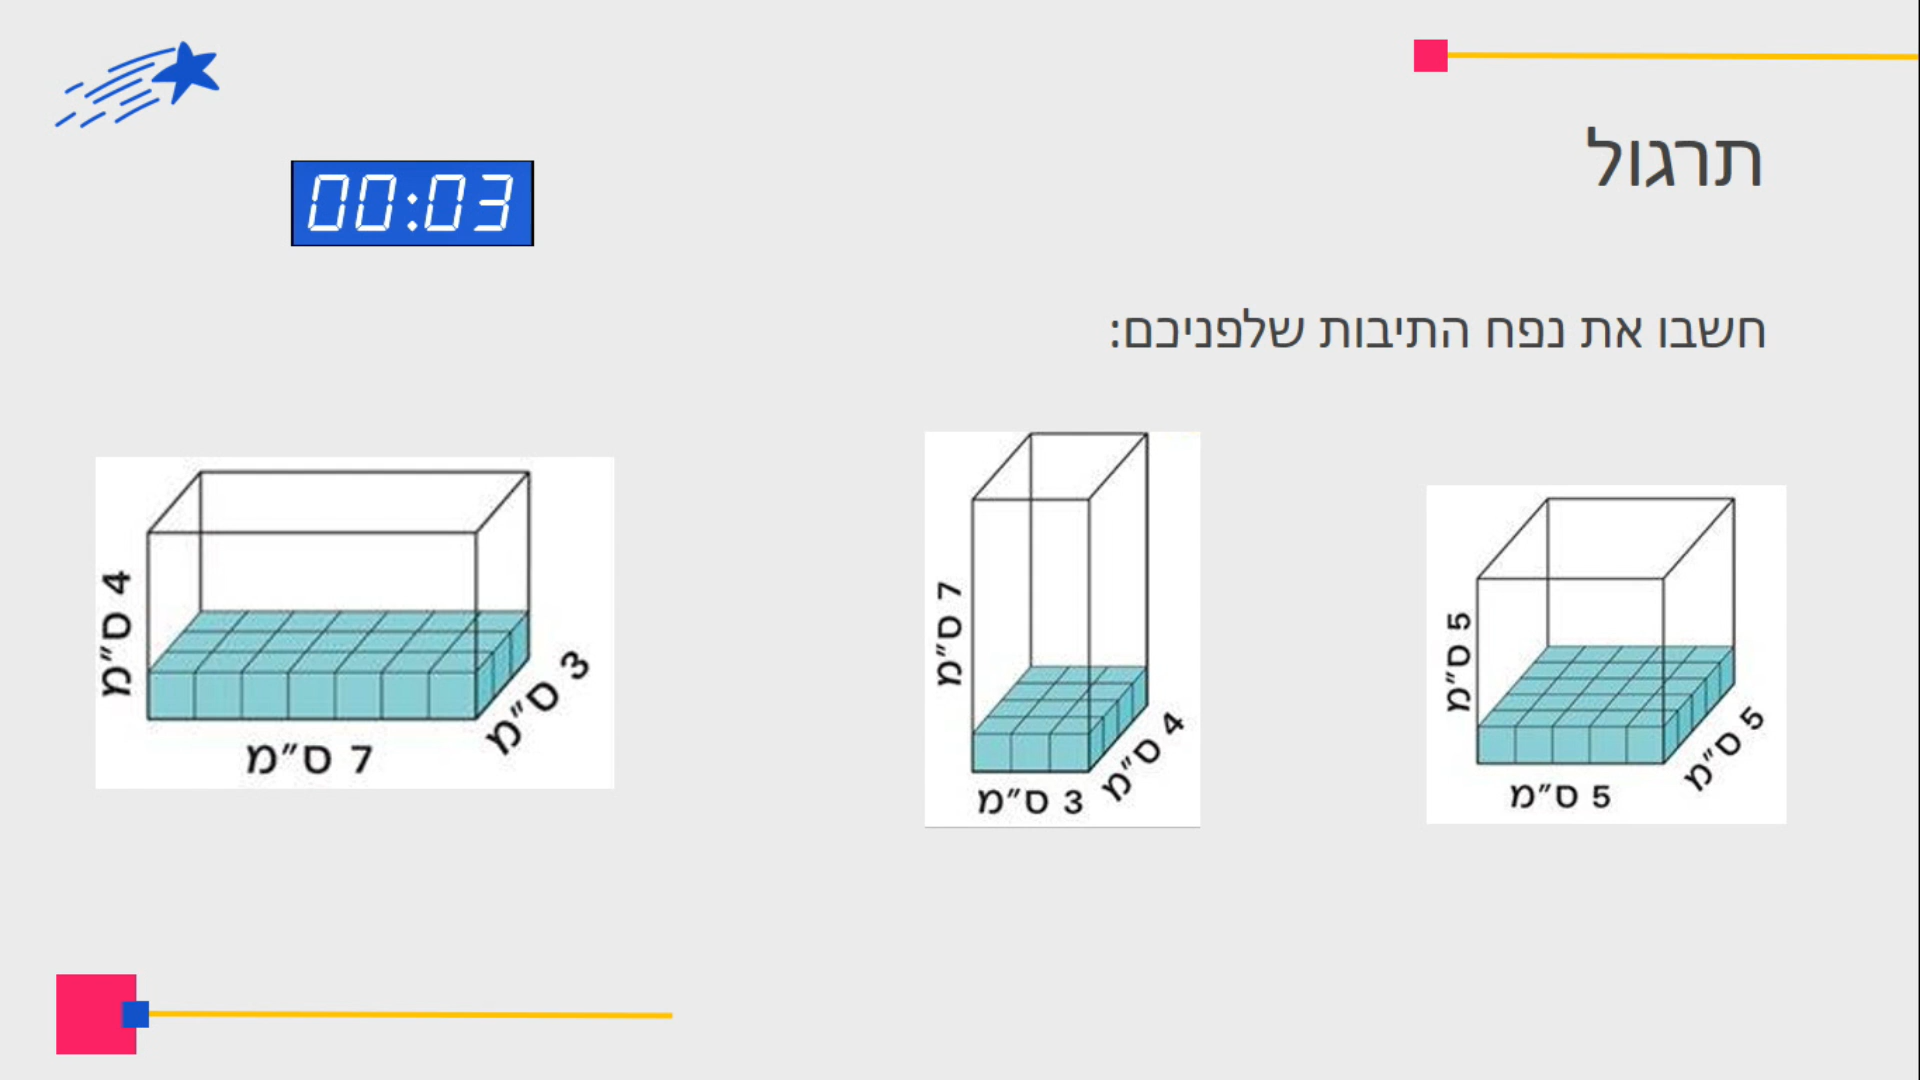 תרגול
00:03
חשבו את נפח התיבות שלפניכם:
5 ס״מ
5 ס״מ
5 ס״מ
7 ס״מ
4 ס״מ
3 ס״מ
4 ס״מ
3 ס״מ
7 ס״מ